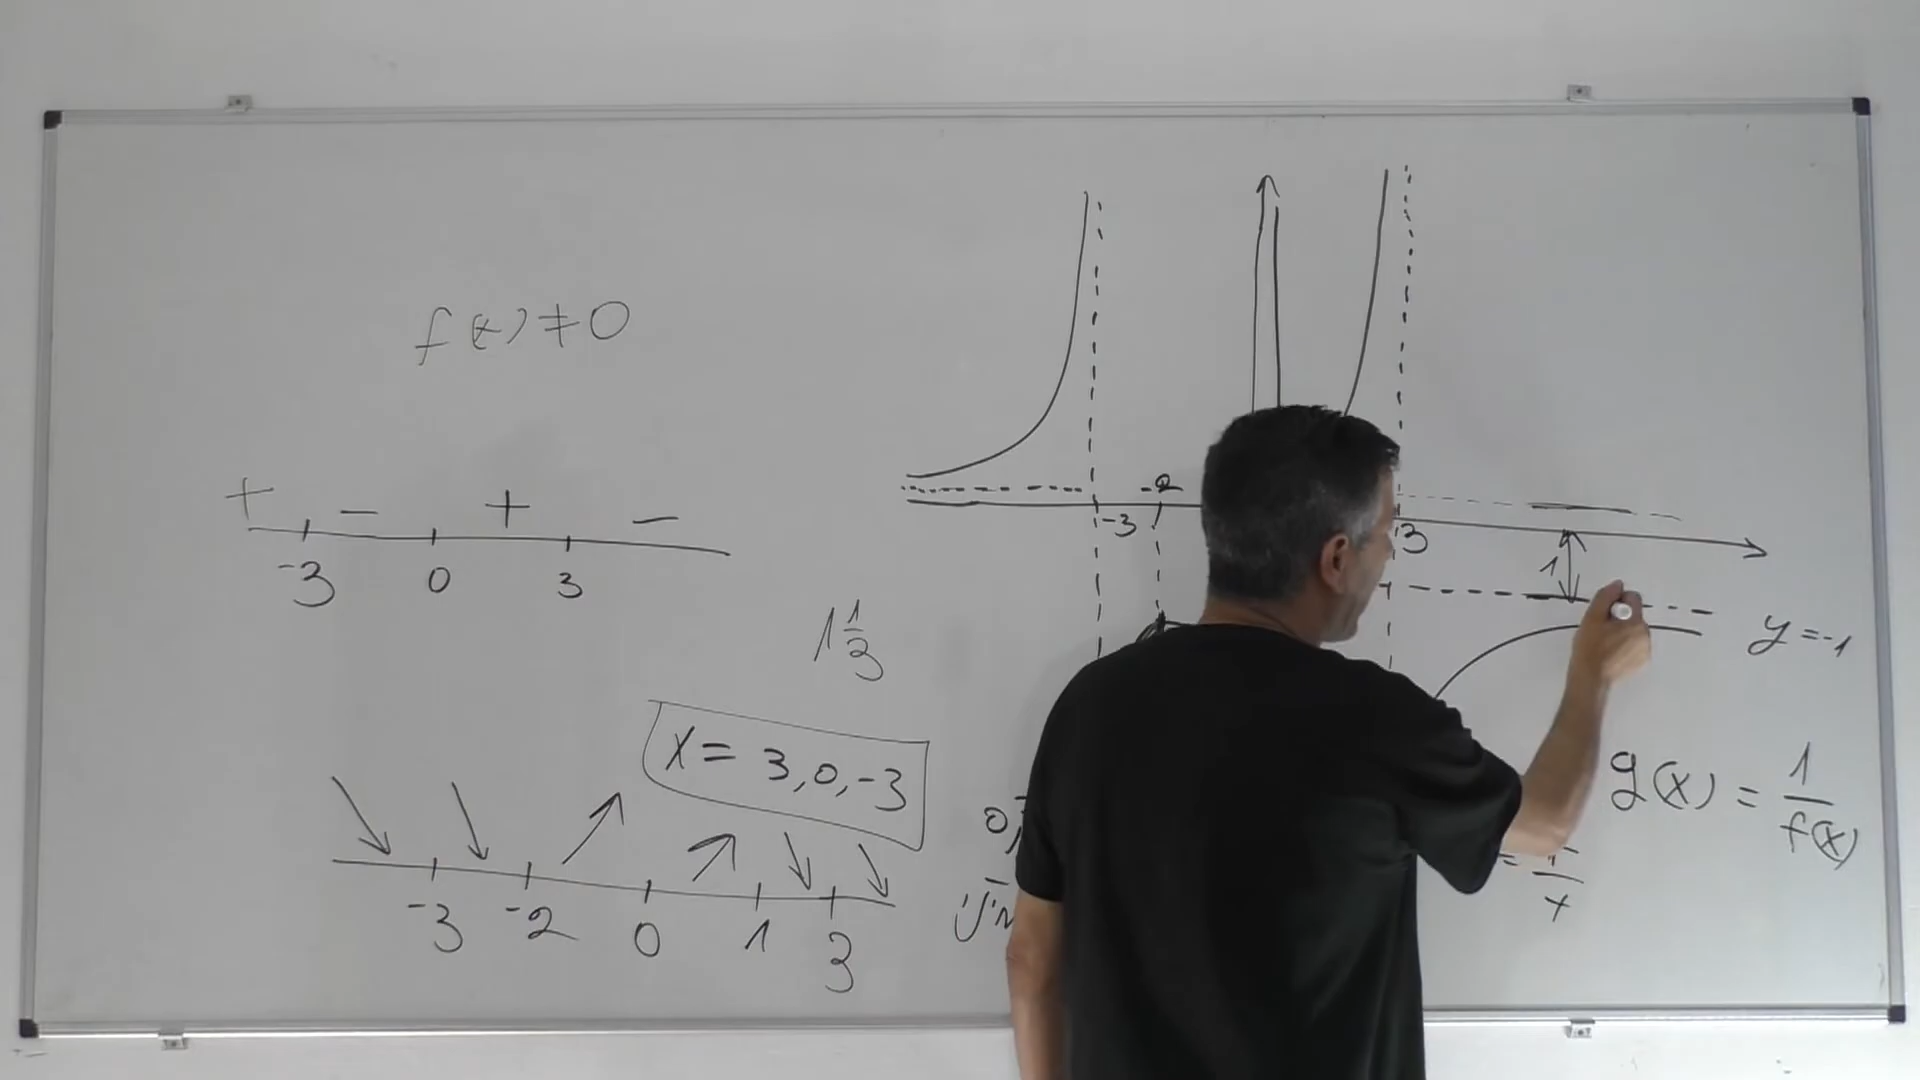 f(x) ≠ 0
+ − + −
-3 0 3
1 1/3
x = 3, 0, -3
-3 -2 0 1 3
-2
-3 3
1
y = -1
g(x) = 1/f(x)